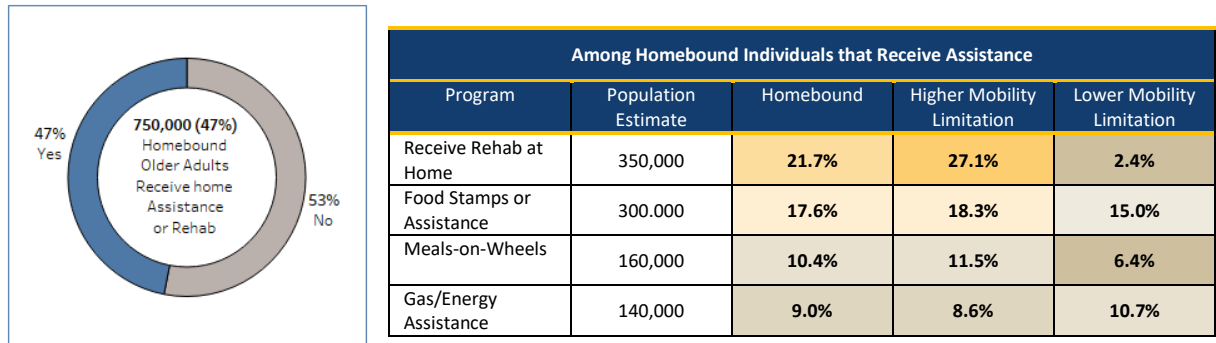 47%
Yes
750,000 (47%)
Homebound
Older Adults
Receive home
Assistance
or Rehab
53%
No
Among Homebound Individuals that Receive Assistance
Program Population Estimate Homebound Higher Mobility Limitation Lower Mobility Limitation
Receive Rehab at Home 350,000 21.7% 27.1% 2.4%
Food Stamps or Assistance 300.000 17.6% 18.3% 15.0%
Meals-on-Wheels 160,000 10.4% 11.5% 6.4%
Gas/Energy Assistance 140,000 9.0% 8.6% 10.7%